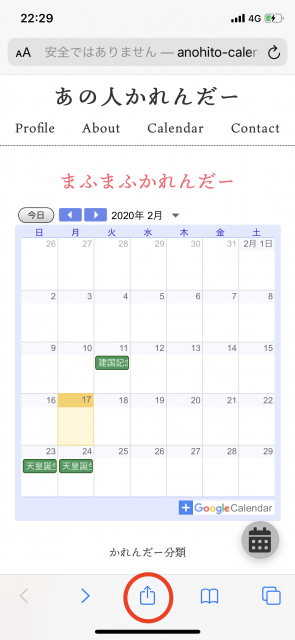 22:29 4G
AA 安全ではありません — anohito-caler
あの人かれんだー
Profile About Calendar Contact
まふまふかれんだー
今日 2020年 2月
日 月 火 水 木 金 土
26 27 28 29 30 31 2月 1日
2 3 4 5 6 7 8
9 10 11 12 13 14 15
建国記念
16 17 18 19 20 21 22
23 24 25 26 27 28 29
天皇誕生 天皇誕生
GoogleCalendar
かれんだー分類